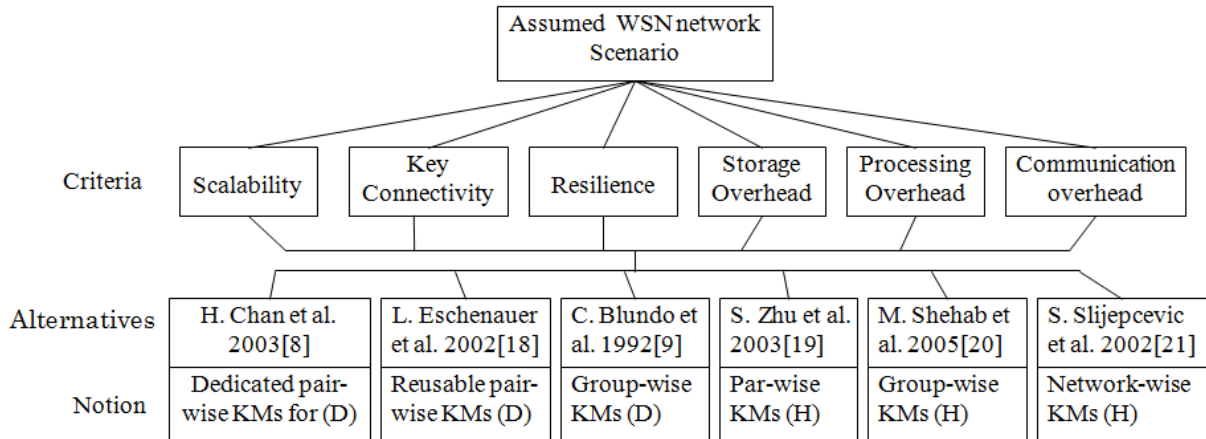 Assumed WSN network
Scenario
Criteria
Scalability
Key
Connectivity
Resilience
Storage
Overhead
Processing
Overhead
Communication
overhead
Alternatives
H. Chan et al.
2003[8]
L. Eschenauer
et al. 2002[18]
C. Blundo et
al. 1992[9]
S. Zhu et al.
2003[19]
M. Shehab et
al. 2005[20]
S. Slijepcevic
et al. 2002[21]
Notion
Dedicated pair-
wise KMs for (D)
Reusable pair-
wise KMs (D)
Group-wise
KMs (D)
Par-wise
KMs (H)
Group-wise
KMs (H)
Network-wise
KMs (H)